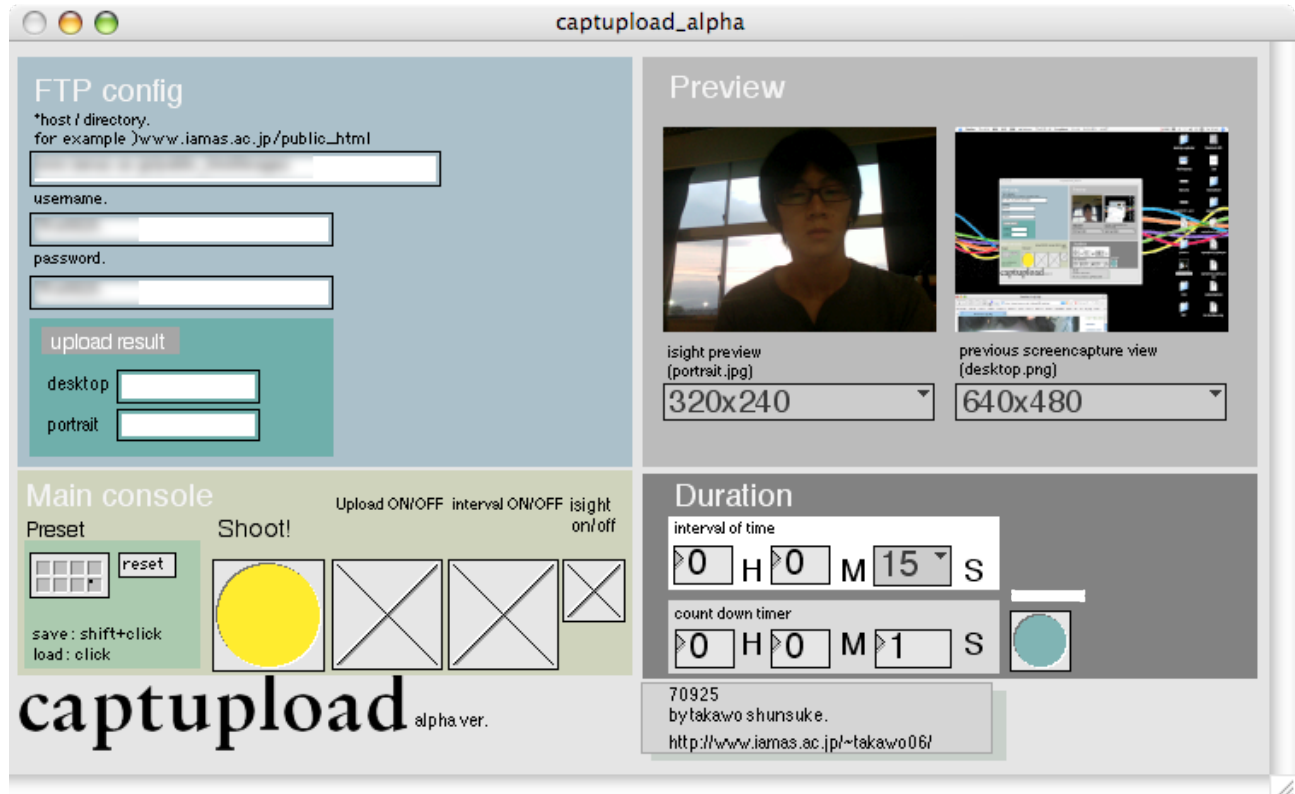 captupload_alpha
FTP config
*host / directory.
for example )www.iamas.ac.jp/public_html
username.
password.
upload result
desktop
portrait
Preview
isight preview
(portrait.jpg)
320x240
previous screencapture view
(desktop.png)
640x480
Main console
Preset
reset
save : shift+click
load : click
Shoot!
Upload ON/OFF
interval ON/OFF
isight
on/off
Duration
interval of time
0 H 0 M 15 S
count down timer
0 H 0 M 1 S
captupload alpha ver.
70925
by takawo shunsuke.
http://www.iamas.ac.jp/~takawo06/